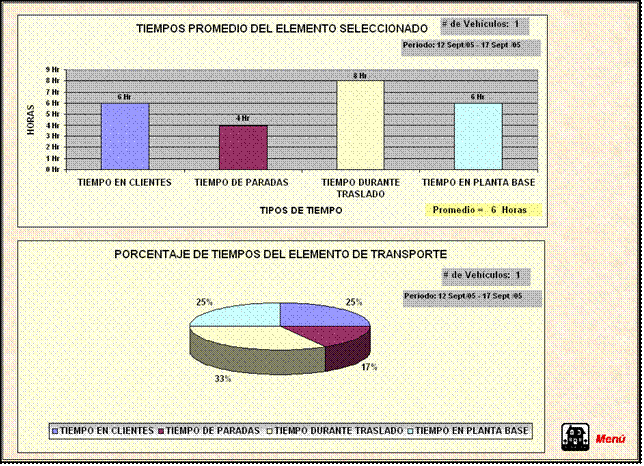 TIEMPOS PROMEDIO DEL ELEMENTO SELECCIONADO
# de Vehículos: 1
Periodo: 12 Sept/05 - 17 Sept /05
HORAS
9 Hr
8 Hr
7 Hr
6 Hr
5 Hr
4 Hr
3 Hr
2 Hr
1 Hr
0 Hr
6 Hr
4 Hr
8 Hr
6 Hr
TIEMPO EN CLIENTES
TIEMPO DE PARADAS
TIEMPO DURANTE
TRASLADO
TIEMPO EN PLANTA BASE
TIPOS DE TIEMPO
Promedio = 6 Horas
PORCENTAJE DE TIEMPOS DEL ELEMENTO DE TRANSPORTE
# de Vehículos: 1
Periodo: 12 Sept/05 - 17 Sept /05
25%
25%
17%
33%
TIEMPO EN CLIENTES TIEMPO DE PARADAS TIEMPO DURANTE TRASLADO TIEMPO EN PLANTA BASE
Menú